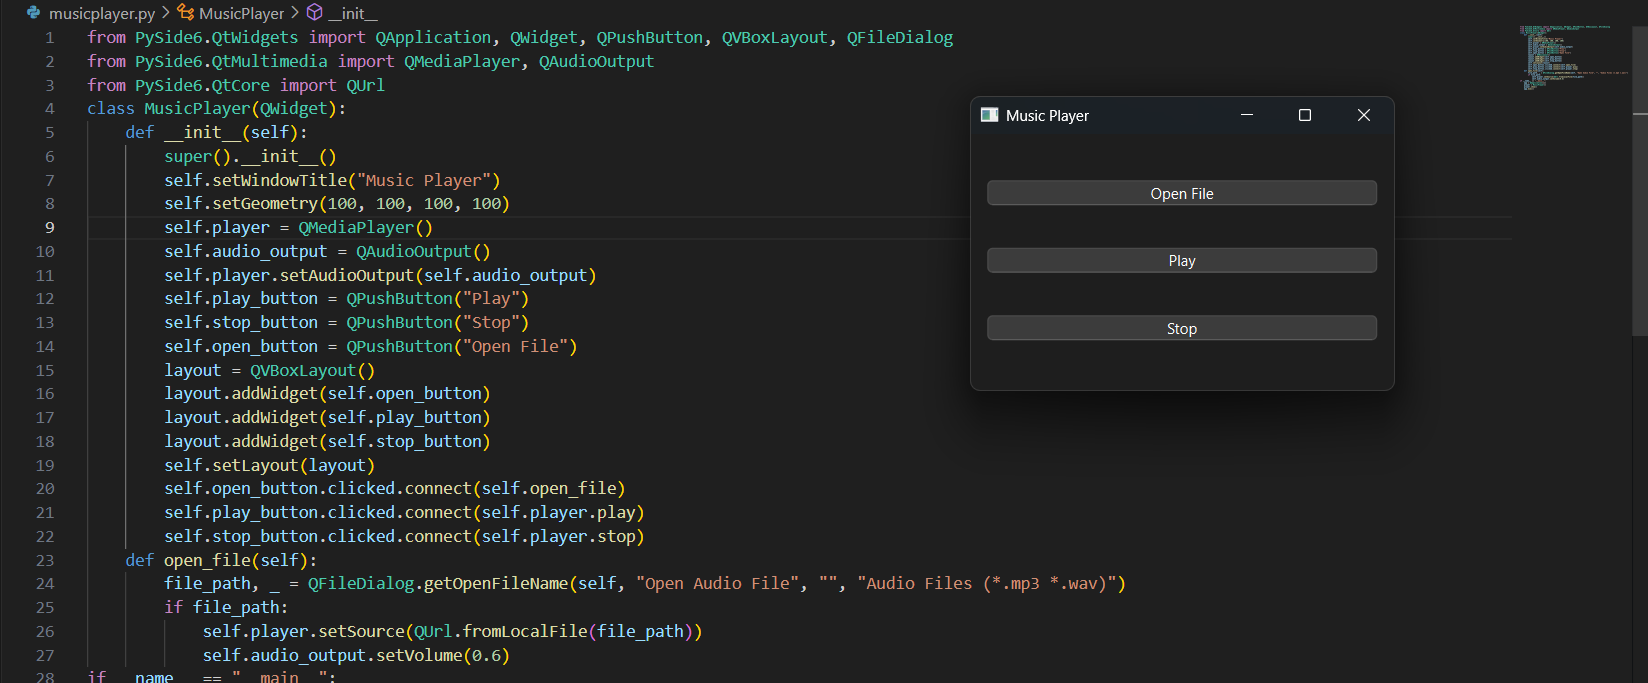 musicplayer.py > MusicPlayer > __init__
1 from PySide6.QtWidgets import QApplication, QWidget, QPushButton, QVBoxLayout, QFileDialog
2 from PySide6.QtMultimedia import QMediaPlayer, QAudioOutput
3 from PySide6.QtCore import QUrl
4 class MusicPlayer(QWidget):
5     def __init__(self):
6         super().__init__()
7         self.setWindowTitle("Music Player")
8         self.setGeometry(100, 100, 100, 100)
9         self.player = QMediaPlayer()
10         self.audio_output = QAudioOutput()
11         self.player.setAudioOutput(self.audio_output)
12         self.play_button = QPushButton("Play")
13         self.stop_button = QPushButton("Stop")
14         self.open_button = QPushButton("Open File")
15         layout = QVBoxLayout()
16         layout.addWidget(self.open_button)
17         layout.addWidget(self.play_button)
18         layout.addWidget(self.stop_button)
19         self.setLayout(layout)
20         self.open_button.clicked.connect(self.open_file)
21         self.play_button.clicked.connect(self.player.play)
22         self.stop_button.clicked.connect(self.player.stop)
23     def open_file(self):
24         file_path, _ = QFileDialog.getOpenFileName(self, "Open Audio File", "", "Audio Files (*.mp3 *.wav)")
25         if file_path:
26             self.player.setSource(QUrl.fromLocalFile(file_path))
27             self.audio_output.setVolume(0.6)
28 if __name__ == "__main__":
Music Player
Open File
Play
Stop